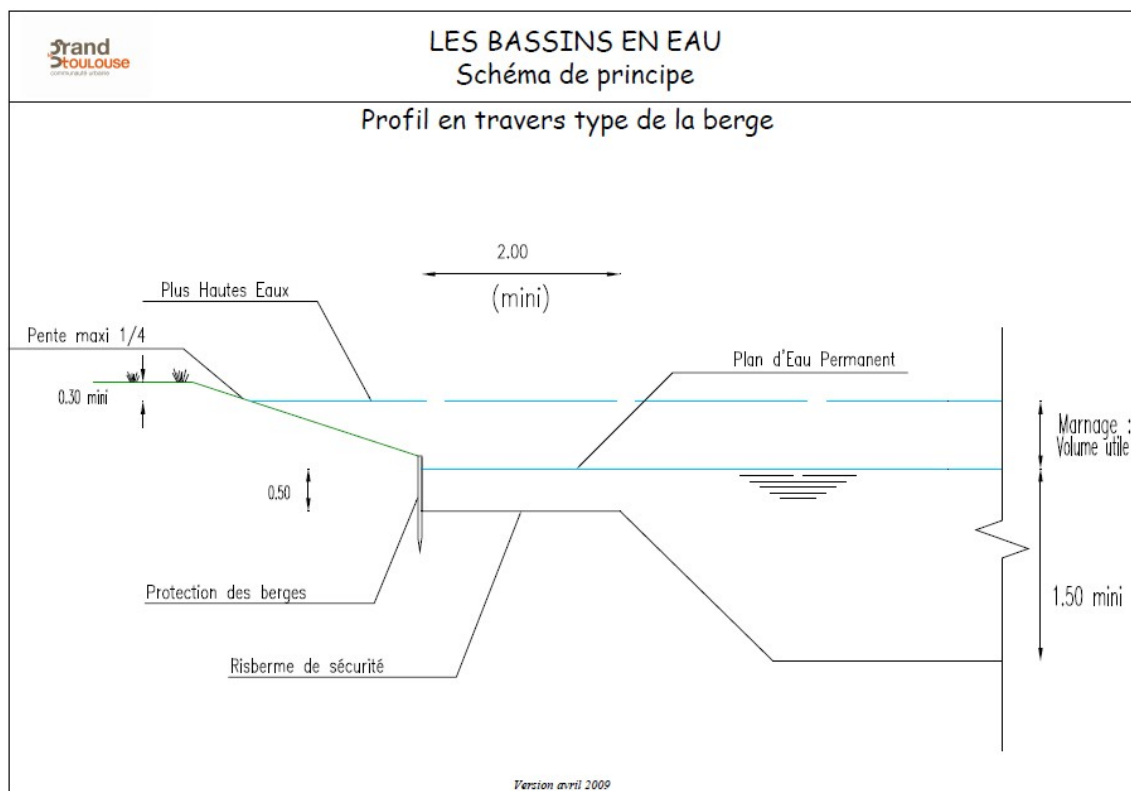 Grand
toulouse
communauté urbaine
LES BASSINS EN EAU
Schéma de principe
Profil en travers type de la berge
2.00
(mini)
Plus Hautes Eaux
Pente maxi 1/4
Plan d'Eau Permanent
0.30 mini
Marnage :
Volume utile
0.50
Protection des berges
1.50 mini
Risberme de sécurité
Version avril 2009